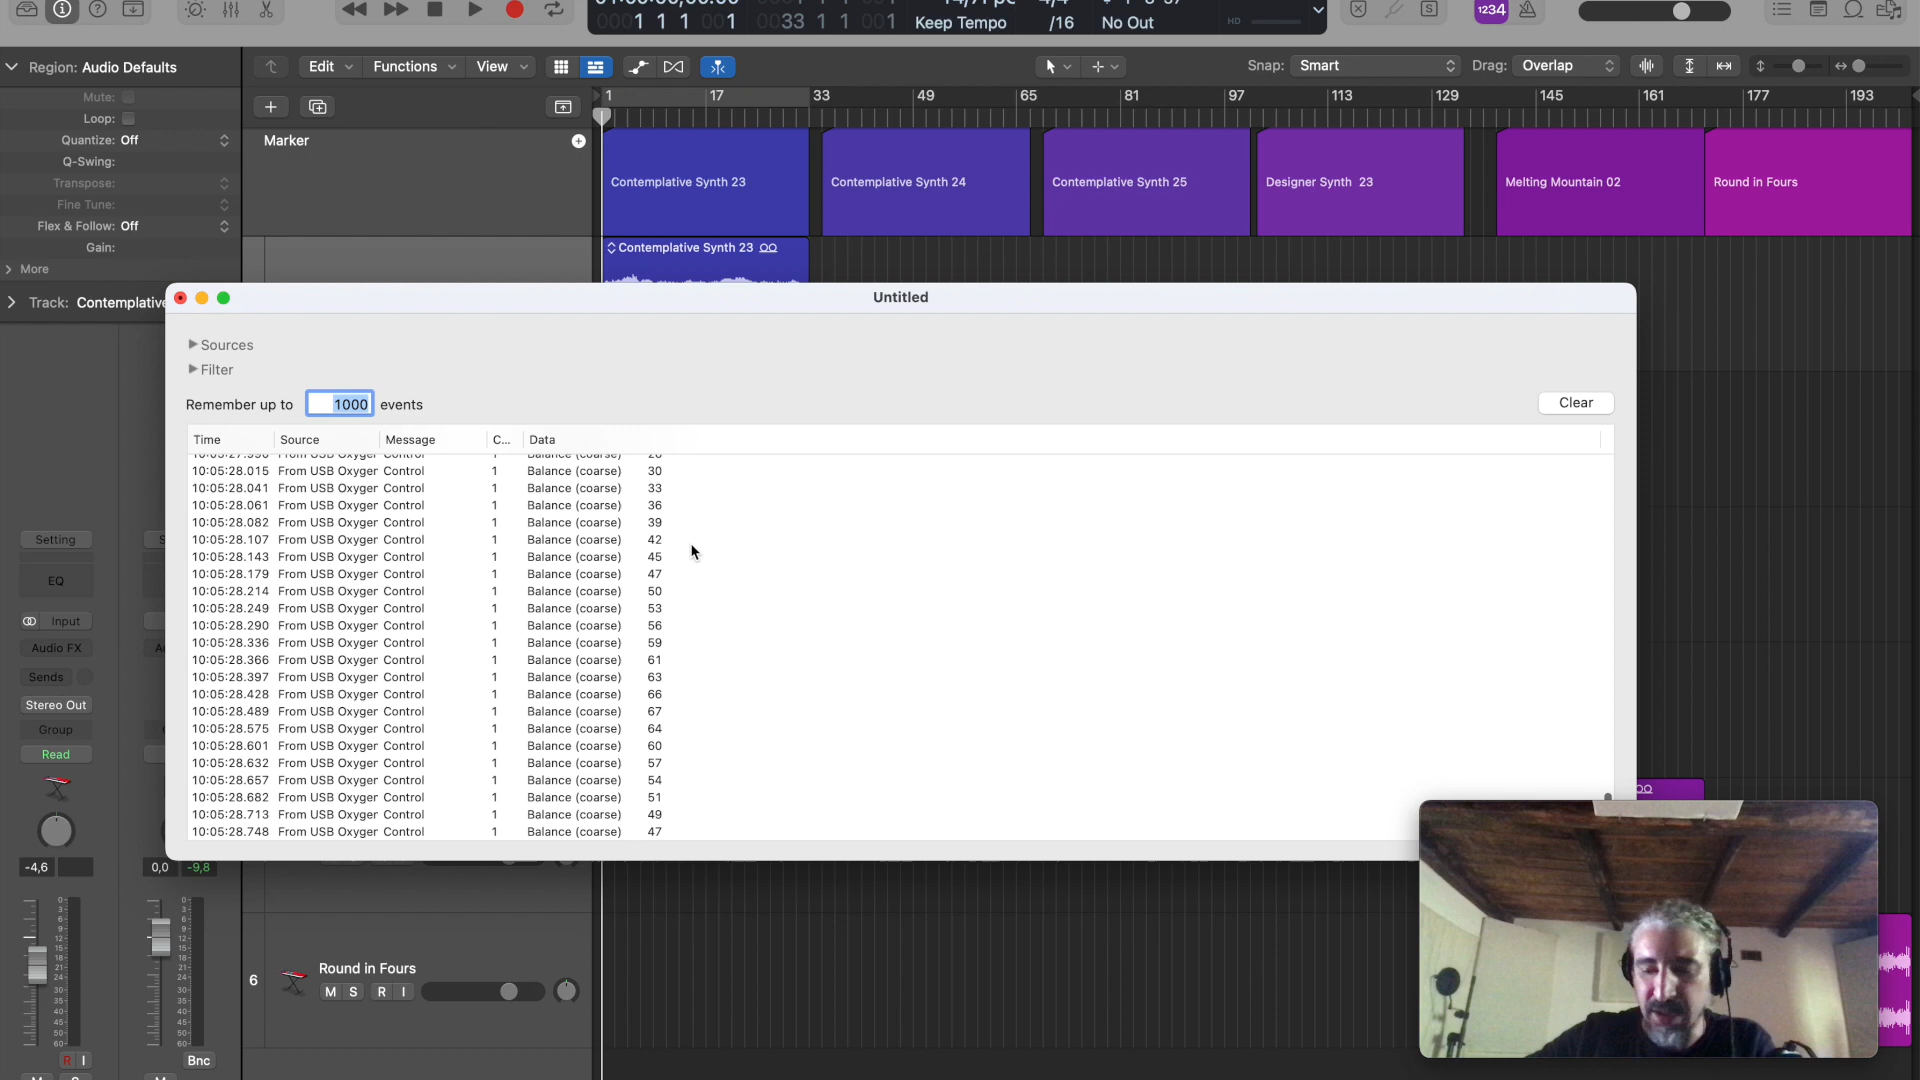 1234
000 1 1 1 001
0033 1 1 001
Keep Tempo
/16
No Out
HD
Region: Audio Defaults
Edit
Functions
View
Snap: Smart
Drag: Overlap
Mute:
Loop:
Quantize: Off
Q-Swing:
Transpose:
Fine Tune:
Flex & Follow: Off
Gain:
More
Track: Contemplative
1 17 33 49 65 81 97 113 129 145 161 177 193
Marker
Contemplative Synth 23
Contemplative Synth 24
Contemplative Synth 25
Designer Synth 23
Melting Mountain 02
Round in Fours
Contemplative Synth 23
Untitled
Sources
Filter
Remember up to 1000 events
Clear
Time Source Message C... Data
10:05:28.015 From USB Oxygen Control 1 Balance (coarse) 30
10:05:28.041 From USB Oxygen Control 1 Balance (coarse) 33
10:05:28.061 From USB Oxygen Control 1 Balance (coarse) 36
10:05:28.082 From USB Oxygen Control 1 Balance (coarse) 39
10:05:28.107 From USB Oxygen Control 1 Balance (coarse) 42
10:05:28.143 From USB Oxygen Control 1 Balance (coarse) 45
10:05:28.179 From USB Oxygen Control 1 Balance (coarse) 47
10:05:28.214 From USB Oxygen Control 1 Balance (coarse) 50
10:05:28.249 From USB Oxygen Control 1 Balance (coarse) 53
10:05:28.290 From USB Oxygen Control 1 Balance (coarse) 56
10:05:28.336 From USB Oxygen Control 1 Balance (coarse) 59
10:05:28.366 From USB Oxygen Control 1 Balance (coarse) 61
10:05:28.397 From USB Oxygen Control 1 Balance (coarse) 63
10:05:28.428 From USB Oxygen Control 1 Balance (coarse) 66
10:05:28.489 From USB Oxygen Control 1 Balance (coarse) 67
10:05:28.575 From USB Oxygen Control 1 Balance (coarse) 64
10:05:28.601 From USB Oxygen Control 1 Balance (coarse) 60
10:05:28.632 From USB Oxygen Control 1 Balance (coarse) 57
10:05:28.657 From USB Oxygen Control 1 Balance (coarse) 54
10:05:28.682 From USB Oxygen Control 1 Balance (coarse) 51
10:05:28.713 From USB Oxygen Control 1 Balance (coarse) 49
10:05:28.748 From USB Oxygen Control 1 Balance (coarse) 47
Setting
EQ
Input
Audio FX
Sends
Stereo Out
Group
Read
-4,6
0,0 -9,8
R I
Bnc
6
Round in Fours
M S R I